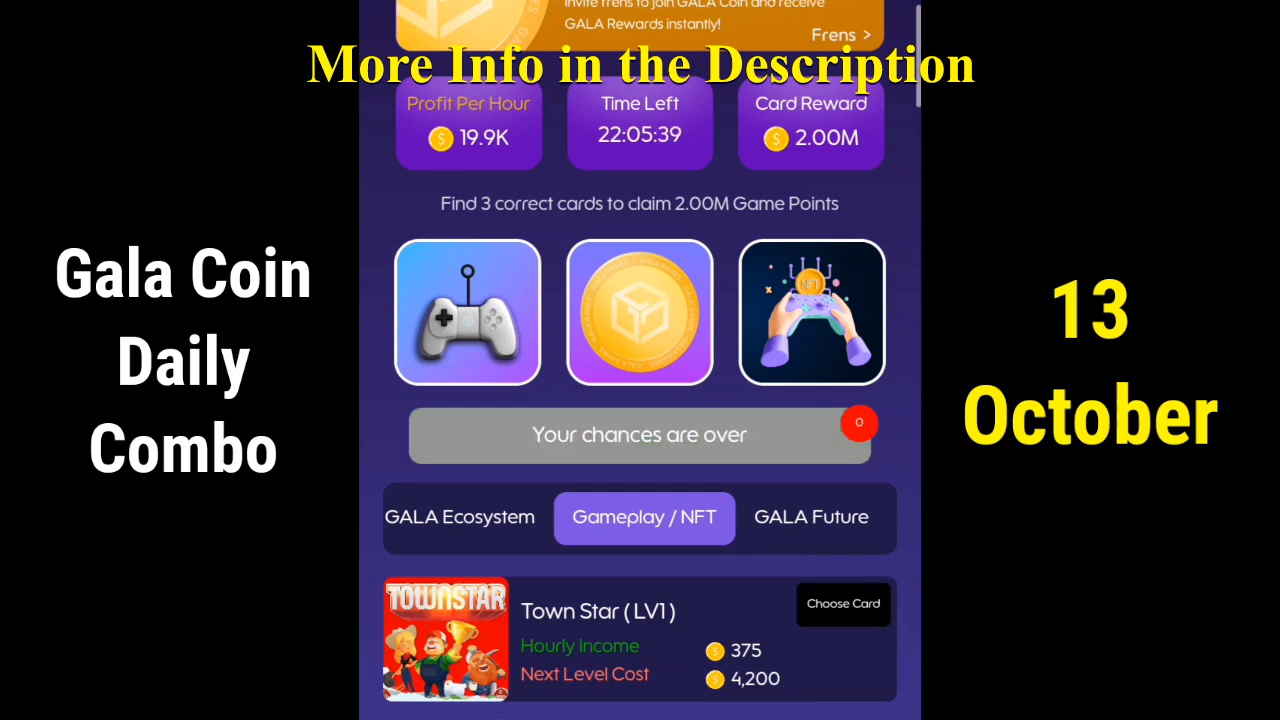 Invite frens to join GALA Coin and receive
GALA Rewards instantly!
Frens >
More Info in the Description
Profit Per Hour
19.9K
Time Left
22:05:39
Card Reward
2.00M
Find 3 correct cards to claim 2.00M Game Points
NFT
Your chances are over
0
GALA Ecosystem
Gameplay / NFT
GALA Future
TOWNSTAR
Town Star ( LV1 )
Choose Card
Hourly Income
375
Next Level Cost
4,200
Gala Coin
Daily
Combo
13
October